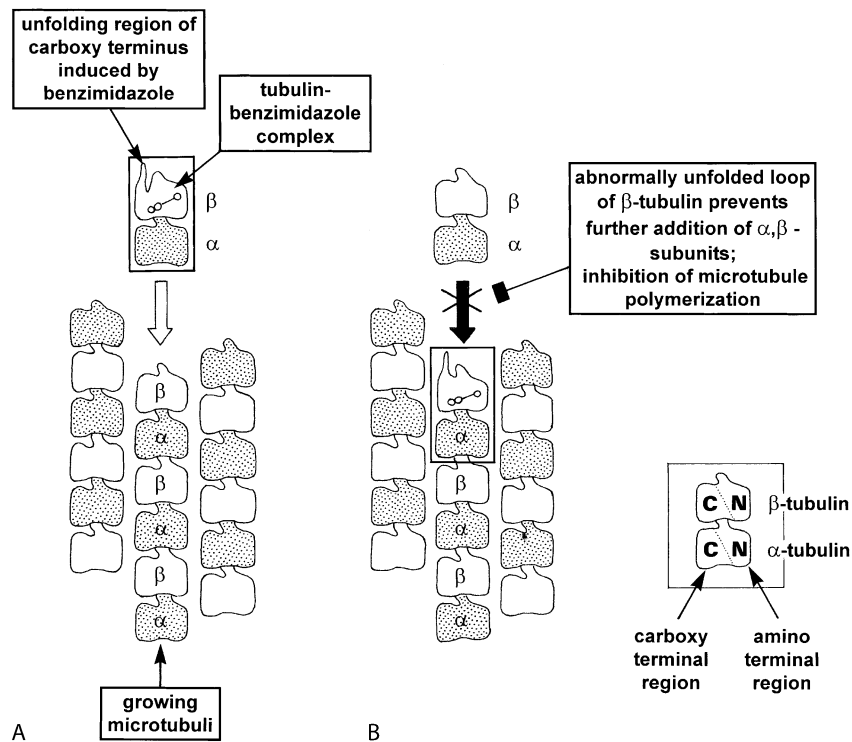 unfolding region of
carboxy terminus
induced by
benzimidazole
tubulin-
benzimidazole
complex
β
α
β
α
β
α
β
α
growing
microtubuli
A
β
α
abnormally unfolded loop
of β-tubulin prevents
further addition of α,β -
subunits;
inhibition of microtubule
polymerization
α
β
α
β
α
B
C N
β-tubulin
C N
α-tubulin
carboxy
terminal
region
amino
terminal
region